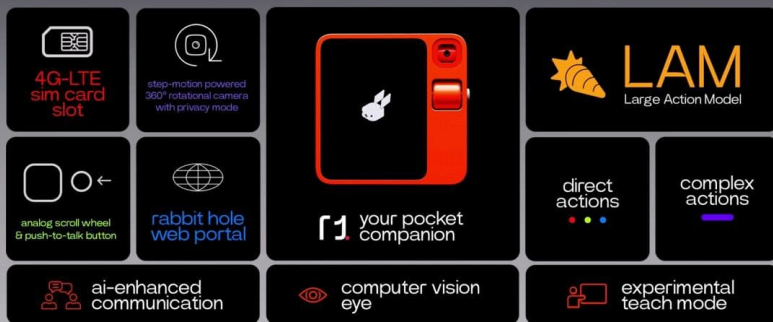 4G-LTE
sim card
slot
step-motion powered
360° rotational camera
with privacy mode
LAM
Large Action Model
analog scroll wheel
& push-to-talk button
rabbit hole
web portal
r1.
your pocket
companion
direct
actions
complex
actions
ai-enhanced
communication
computer vision
eye
experimental
teach mode